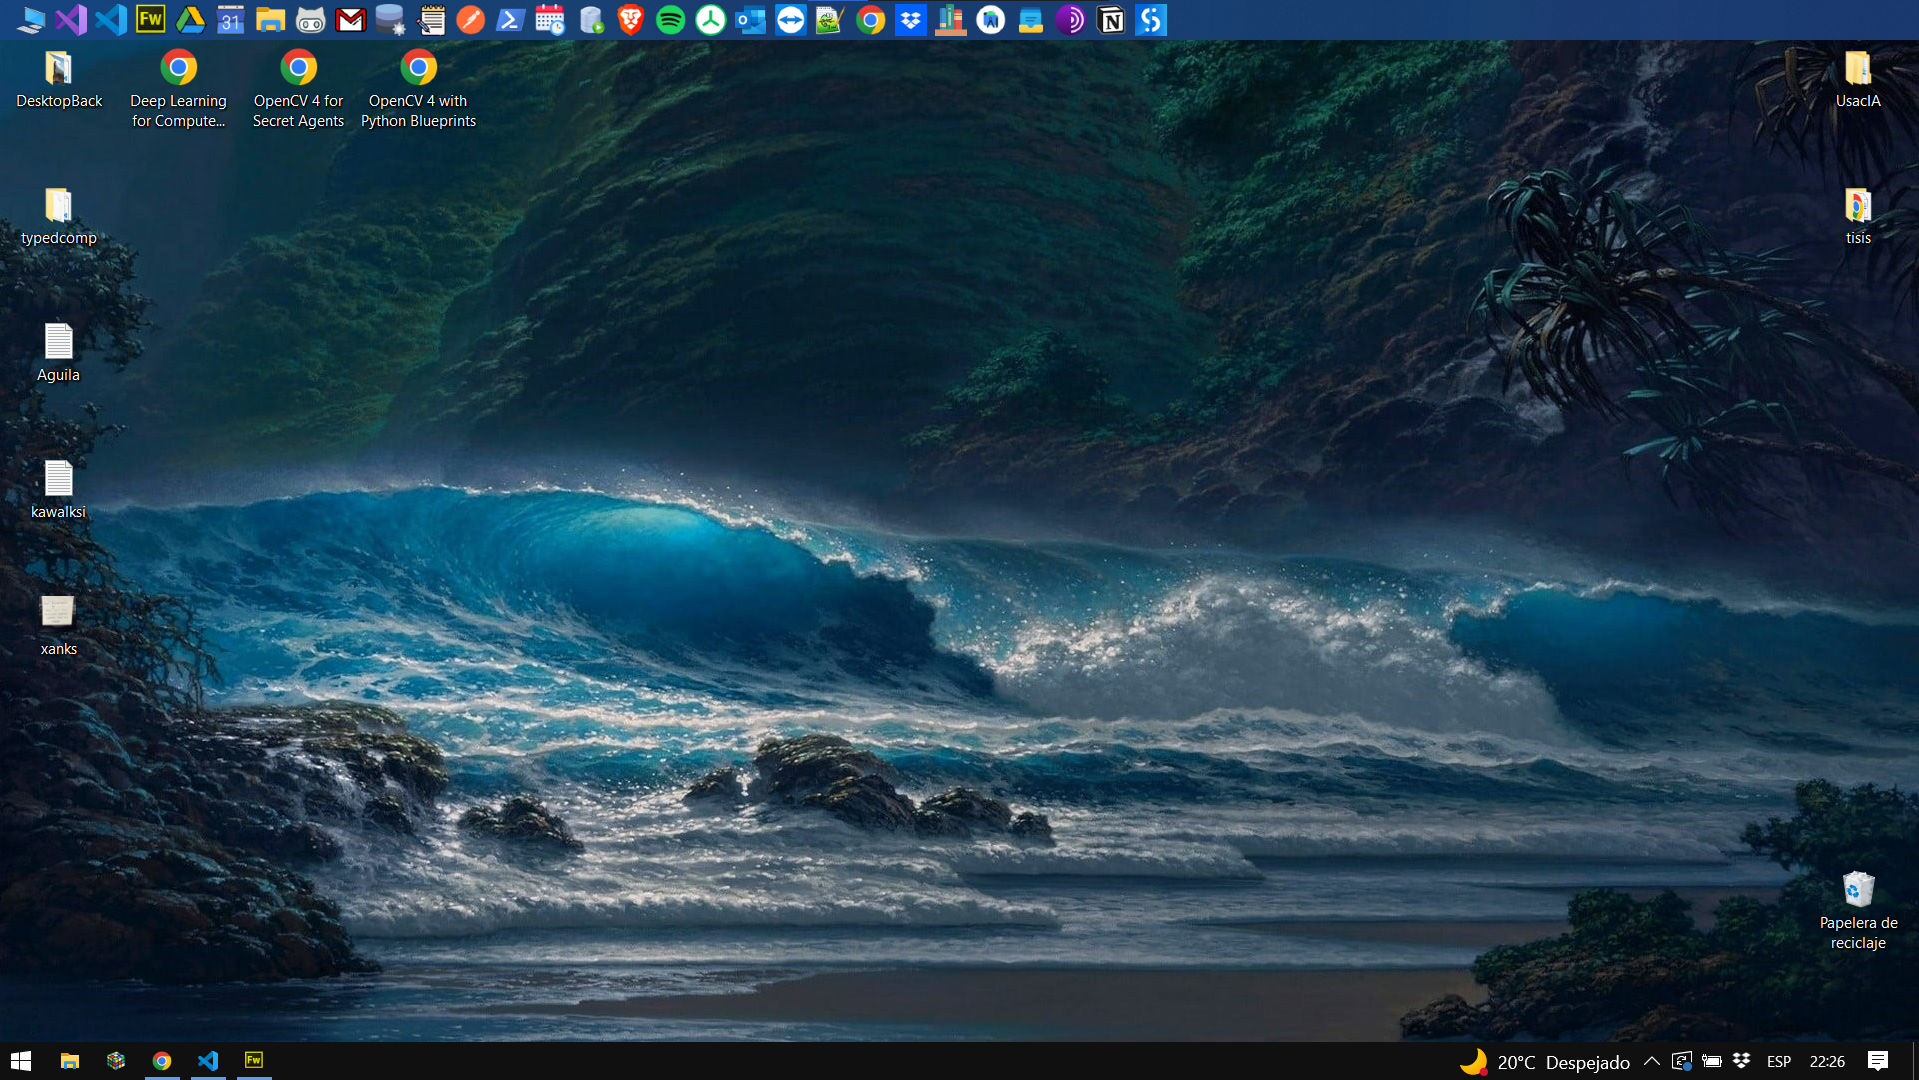 Fw
31
DesktopBack
Deep Learning
for Compute...
OpenCV 4 for
Secret Agents
OpenCV 4 with
Python Blueprints
UsacIA
typedcomp
tisis
Aguila
kawalksi
xanks
Papelera de
reciclaje
Fw
20°C Despejado
ESP
22:26